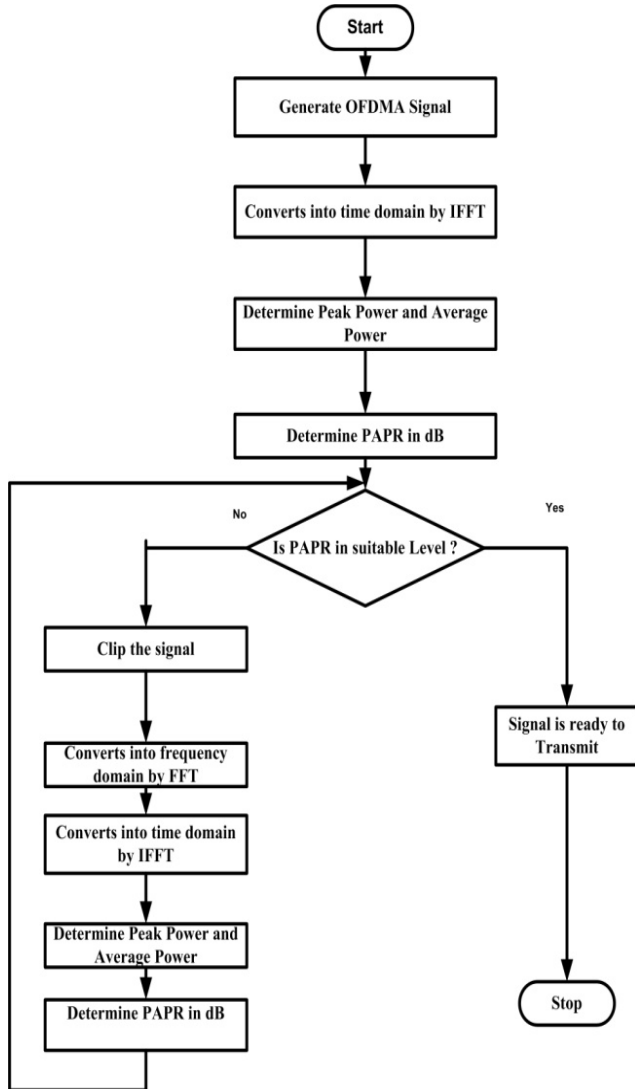 Start
Generate OFDMA Signal
Converts into time domain by IFFT
Determine Peak Power and Average
Power
Determine PAPR in dB
No
Yes
Is PAPR in suitable Level ?
Clip the signal
Converts into frequency
domain by FFT
Converts into time domain
by IFFT
Determine Peak Power and
Average Power
Determine PAPR in dB
Signal is ready to
Transmit
Stop